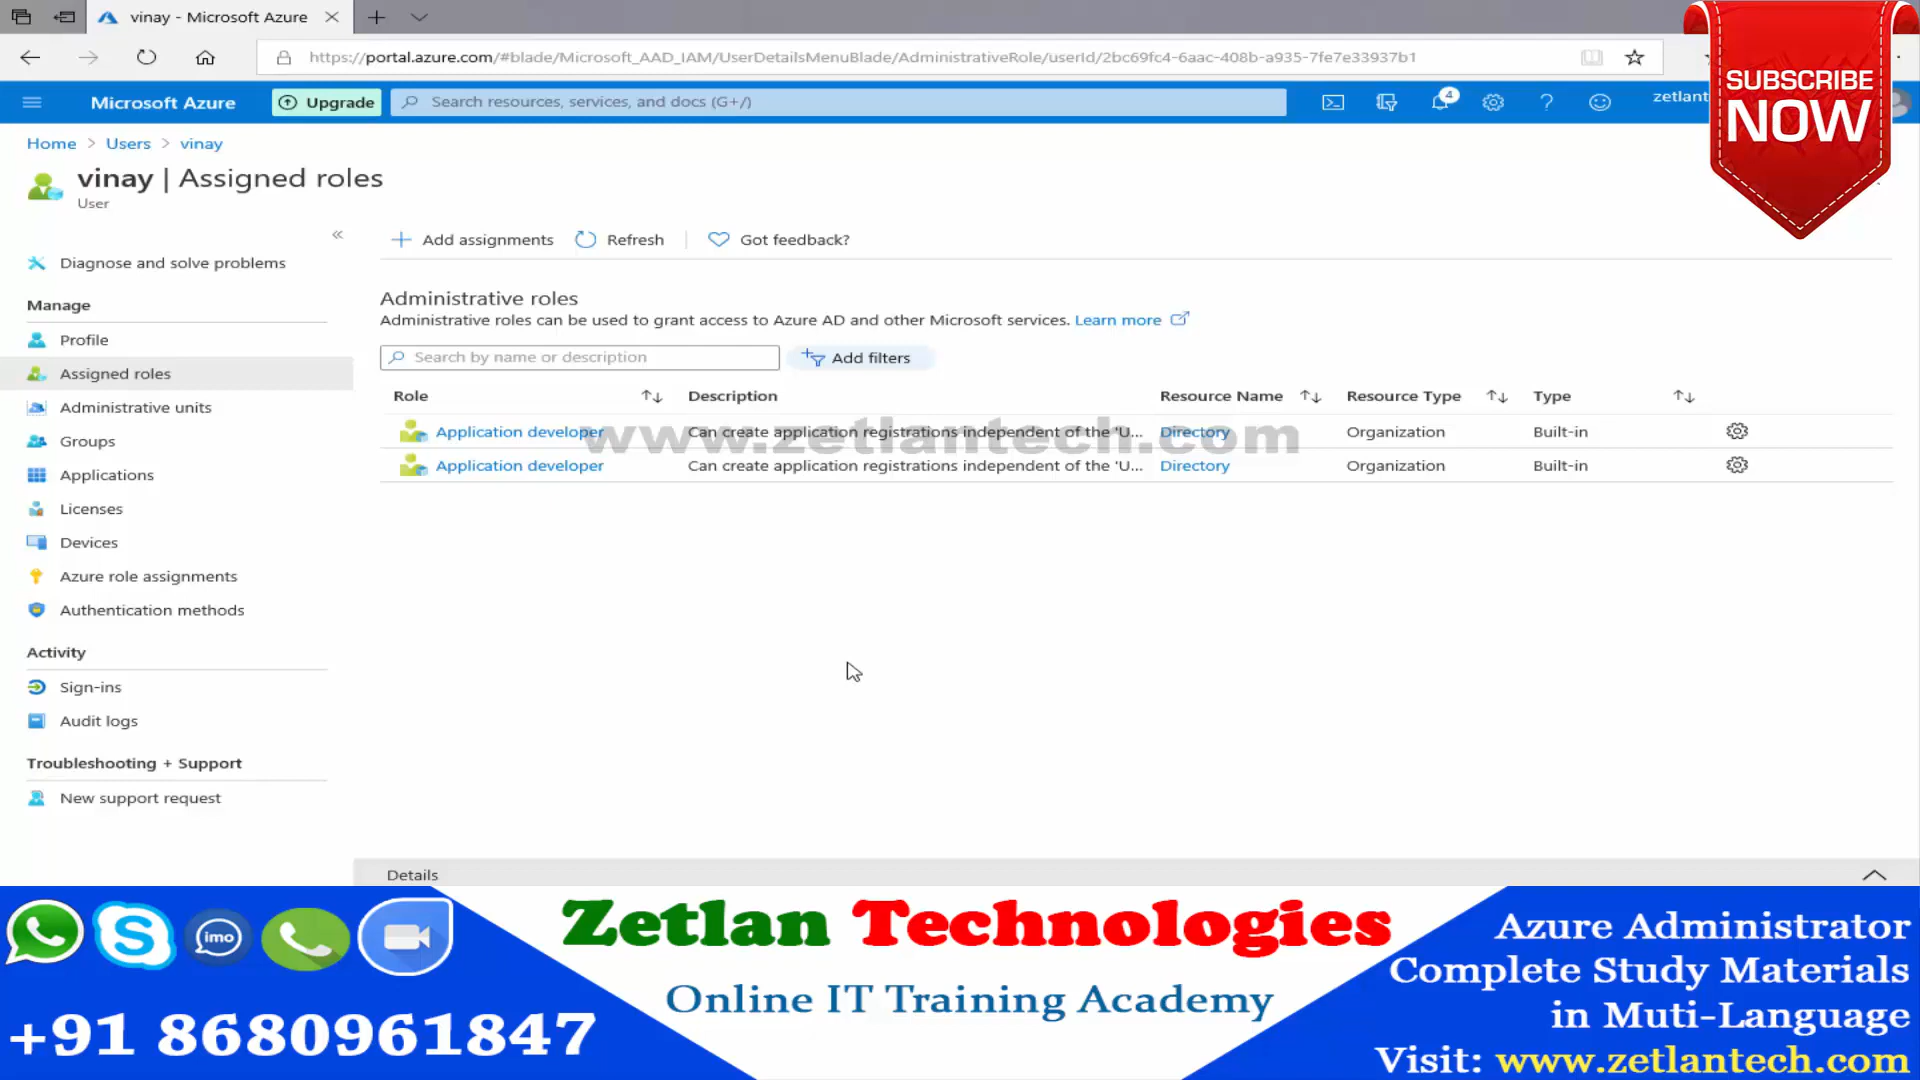 vinay - Microsoft Azure
https://portal.azure.com/#blade/Microsoft_AAD_IAM/UserDetailsMenuBlade/AdministrativeRole/userId/2bc69fc4-6aac-408b-a935-7fe7e33937b1
Microsoft Azure
Upgrade
Search resources, services, and docs (G+/)
4
zetlant
SUBSCRIBE
NOW
Home > Users > vinay
vinay | Assigned roles
User
Add assignments
Refresh
Got feedback?
Diagnose and solve problems
Manage
Profile
Assigned roles
Administrative units
Groups
Applications
Licenses
Devices
Azure role assignments
Authentication methods
Activity
Sign-ins
Audit logs
Troubleshooting + Support
New support request
Administrative roles
Administrative roles can be used to grant access to Azure AD and other Microsoft services. Learn more
Search by name or description
Add filters
Role Description Resource Name Resource Type Type
Application developer Can create application registrations independent of the 'U... Directory Organization Built-in
Application developer Can create application registrations independent of the 'U... Directory Organization Built-in
www.zetlantech.com
Details
imo
+91 8680961847
Zetlan Technologies
Online IT Training Academy
Azure Administrator
Complete Study Materials
in Muti-Language
Visit: www.zetlantech.com